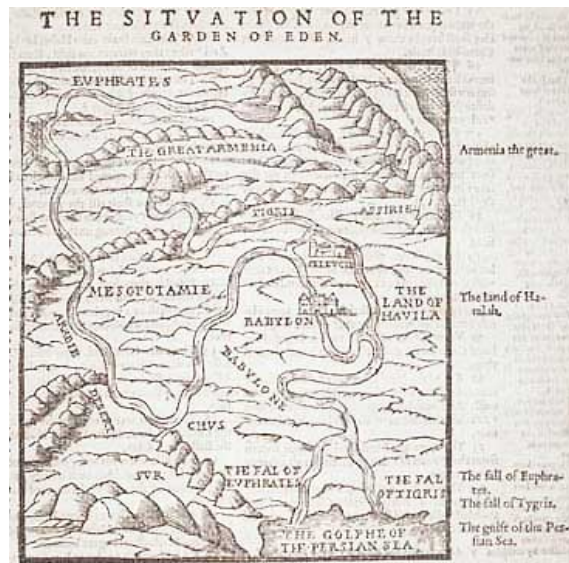 THE SITVATION OF THE
GARDEN OF EDEN.
EVPHRATES
THE GREAT ARMENIA
Armenia the great.
TIGRIS
ASSIRIE
SELEVCIE
MESOPOTAMIE
THE
LAND OF
HAVILA
The land of Ha-
uilah.
BABYLON
ARABIE
DESERT
BABYLONE
CHVS
SVR
THE FAL OF
EVPHRATES
THE FAL
OF TIGRIS
The fall of Euphra-
tes.
The fall of Tygris.
THE GOLPHE OF
THE PERSIAN SEA
The gulfe of the Per-
sian Sea.